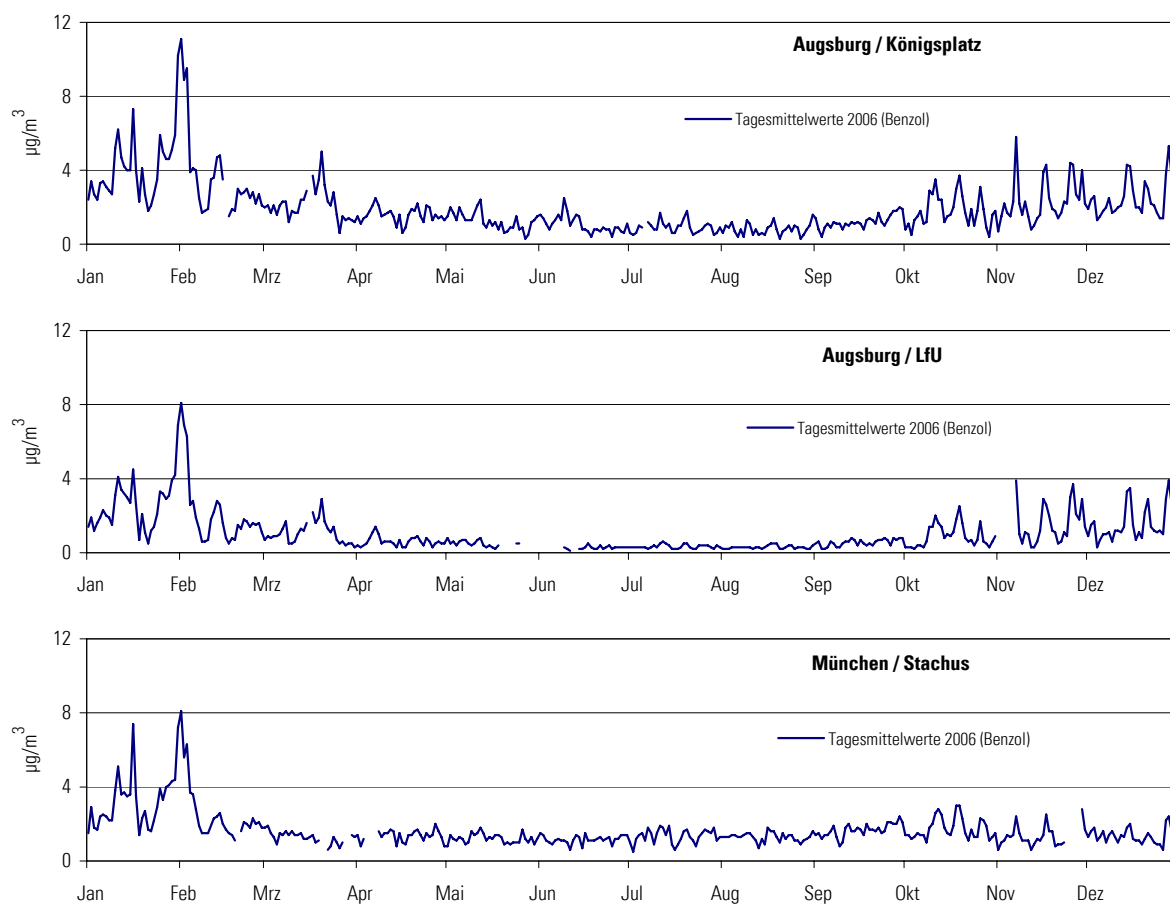 12
Augsburg / Königsplatz
8
µg/m³
Tagesmittelwerte 2006 (Benzol)
4
0
Jan Feb Mrz Apr Mai Jun Jul Aug Sep Okt Nov Dez
12
Augsburg / LfU
8
µg/m³
Tagesmittelwerte 2006 (Benzol)
4
0
Jan Feb Mrz Apr Mai Jun Jul Aug Sep Okt Nov Dez
12
München / Stachus
8
µg/m³
Tagesmittelwerte 2006 (Benzol)
4
0
Jan Feb Mrz Apr Mai Jun Jul Aug Sep Okt Nov Dez